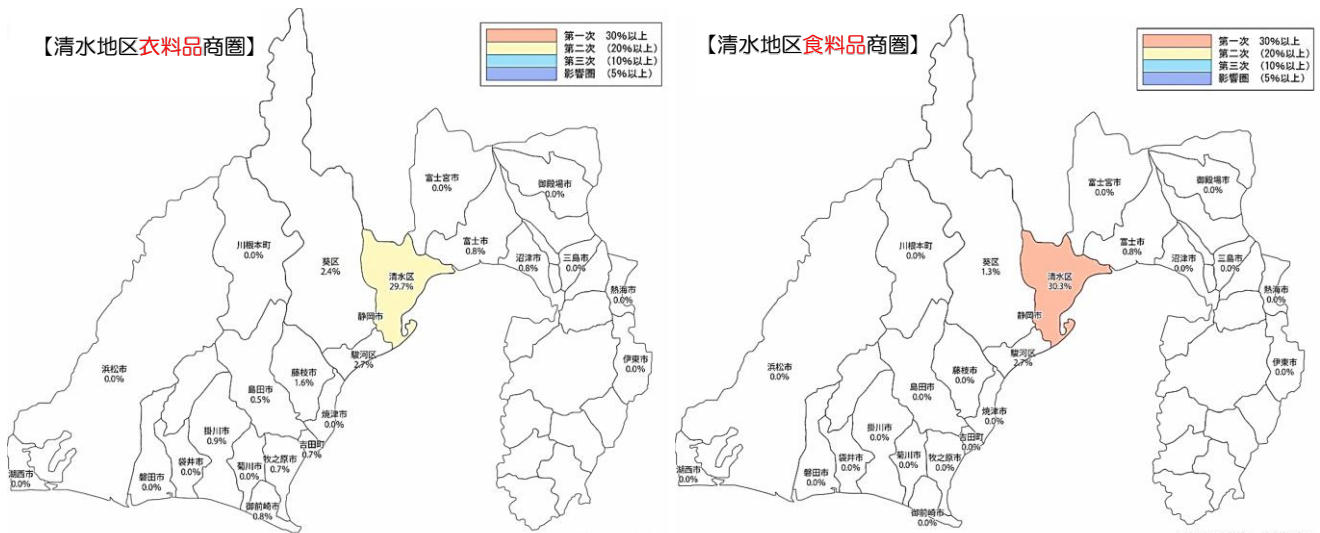 【清水地区衣料品商圏】
第一次 30%以上
第二次 (20%以上)
第三次 (10%以上)
影響圏 (5%以上)
富士宮市
0.0%
御殿場市
0.0%
川根本町
0.0%
葵区
2.4%
富士市
0.8%
沼津市
0.8%
三島市
0.0%
清水区
29.7%
熱海市
0.0%
静岡市
駿河区
2.7%
伊東市
0.0%
浜松市
0.0%
藤枝市
1.6%
島田市
0.5%
焼津市
0.0%
掛川市
0.9%
吉田町
0.7%
湖西市
0.0%
磐田市
0.0%
袋井市
0.0%
菊川市
0.0%
牧之原市
0.7%
御前崎市
0.8%
【清水地区食料品商圏】
第一次 30%以上
第二次 (20%以上)
第三次 (10%以上)
影響圏 (5%以上)
富士宮市
0.0%
御殿場市
0.0%
川根本町
0.0%
葵区
1.3%
富士市
0.8%
沼津市
0.0%
三島市
0.0%
清水区
30.3%
熱海市
0.0%
静岡市
駿河区
2.7%
伊東市
0.0%
浜松市
0.0%
藤枝市
0.0%
島田市
0.0%
焼津市
0.0%
掛川市
0.0%
吉田町
0.0%
湖西市
0.0%
磐田市
0.0%
袋井市
0.0%
菊川市
0.0%
牧之原市
0.0%
御前崎市
0.0%